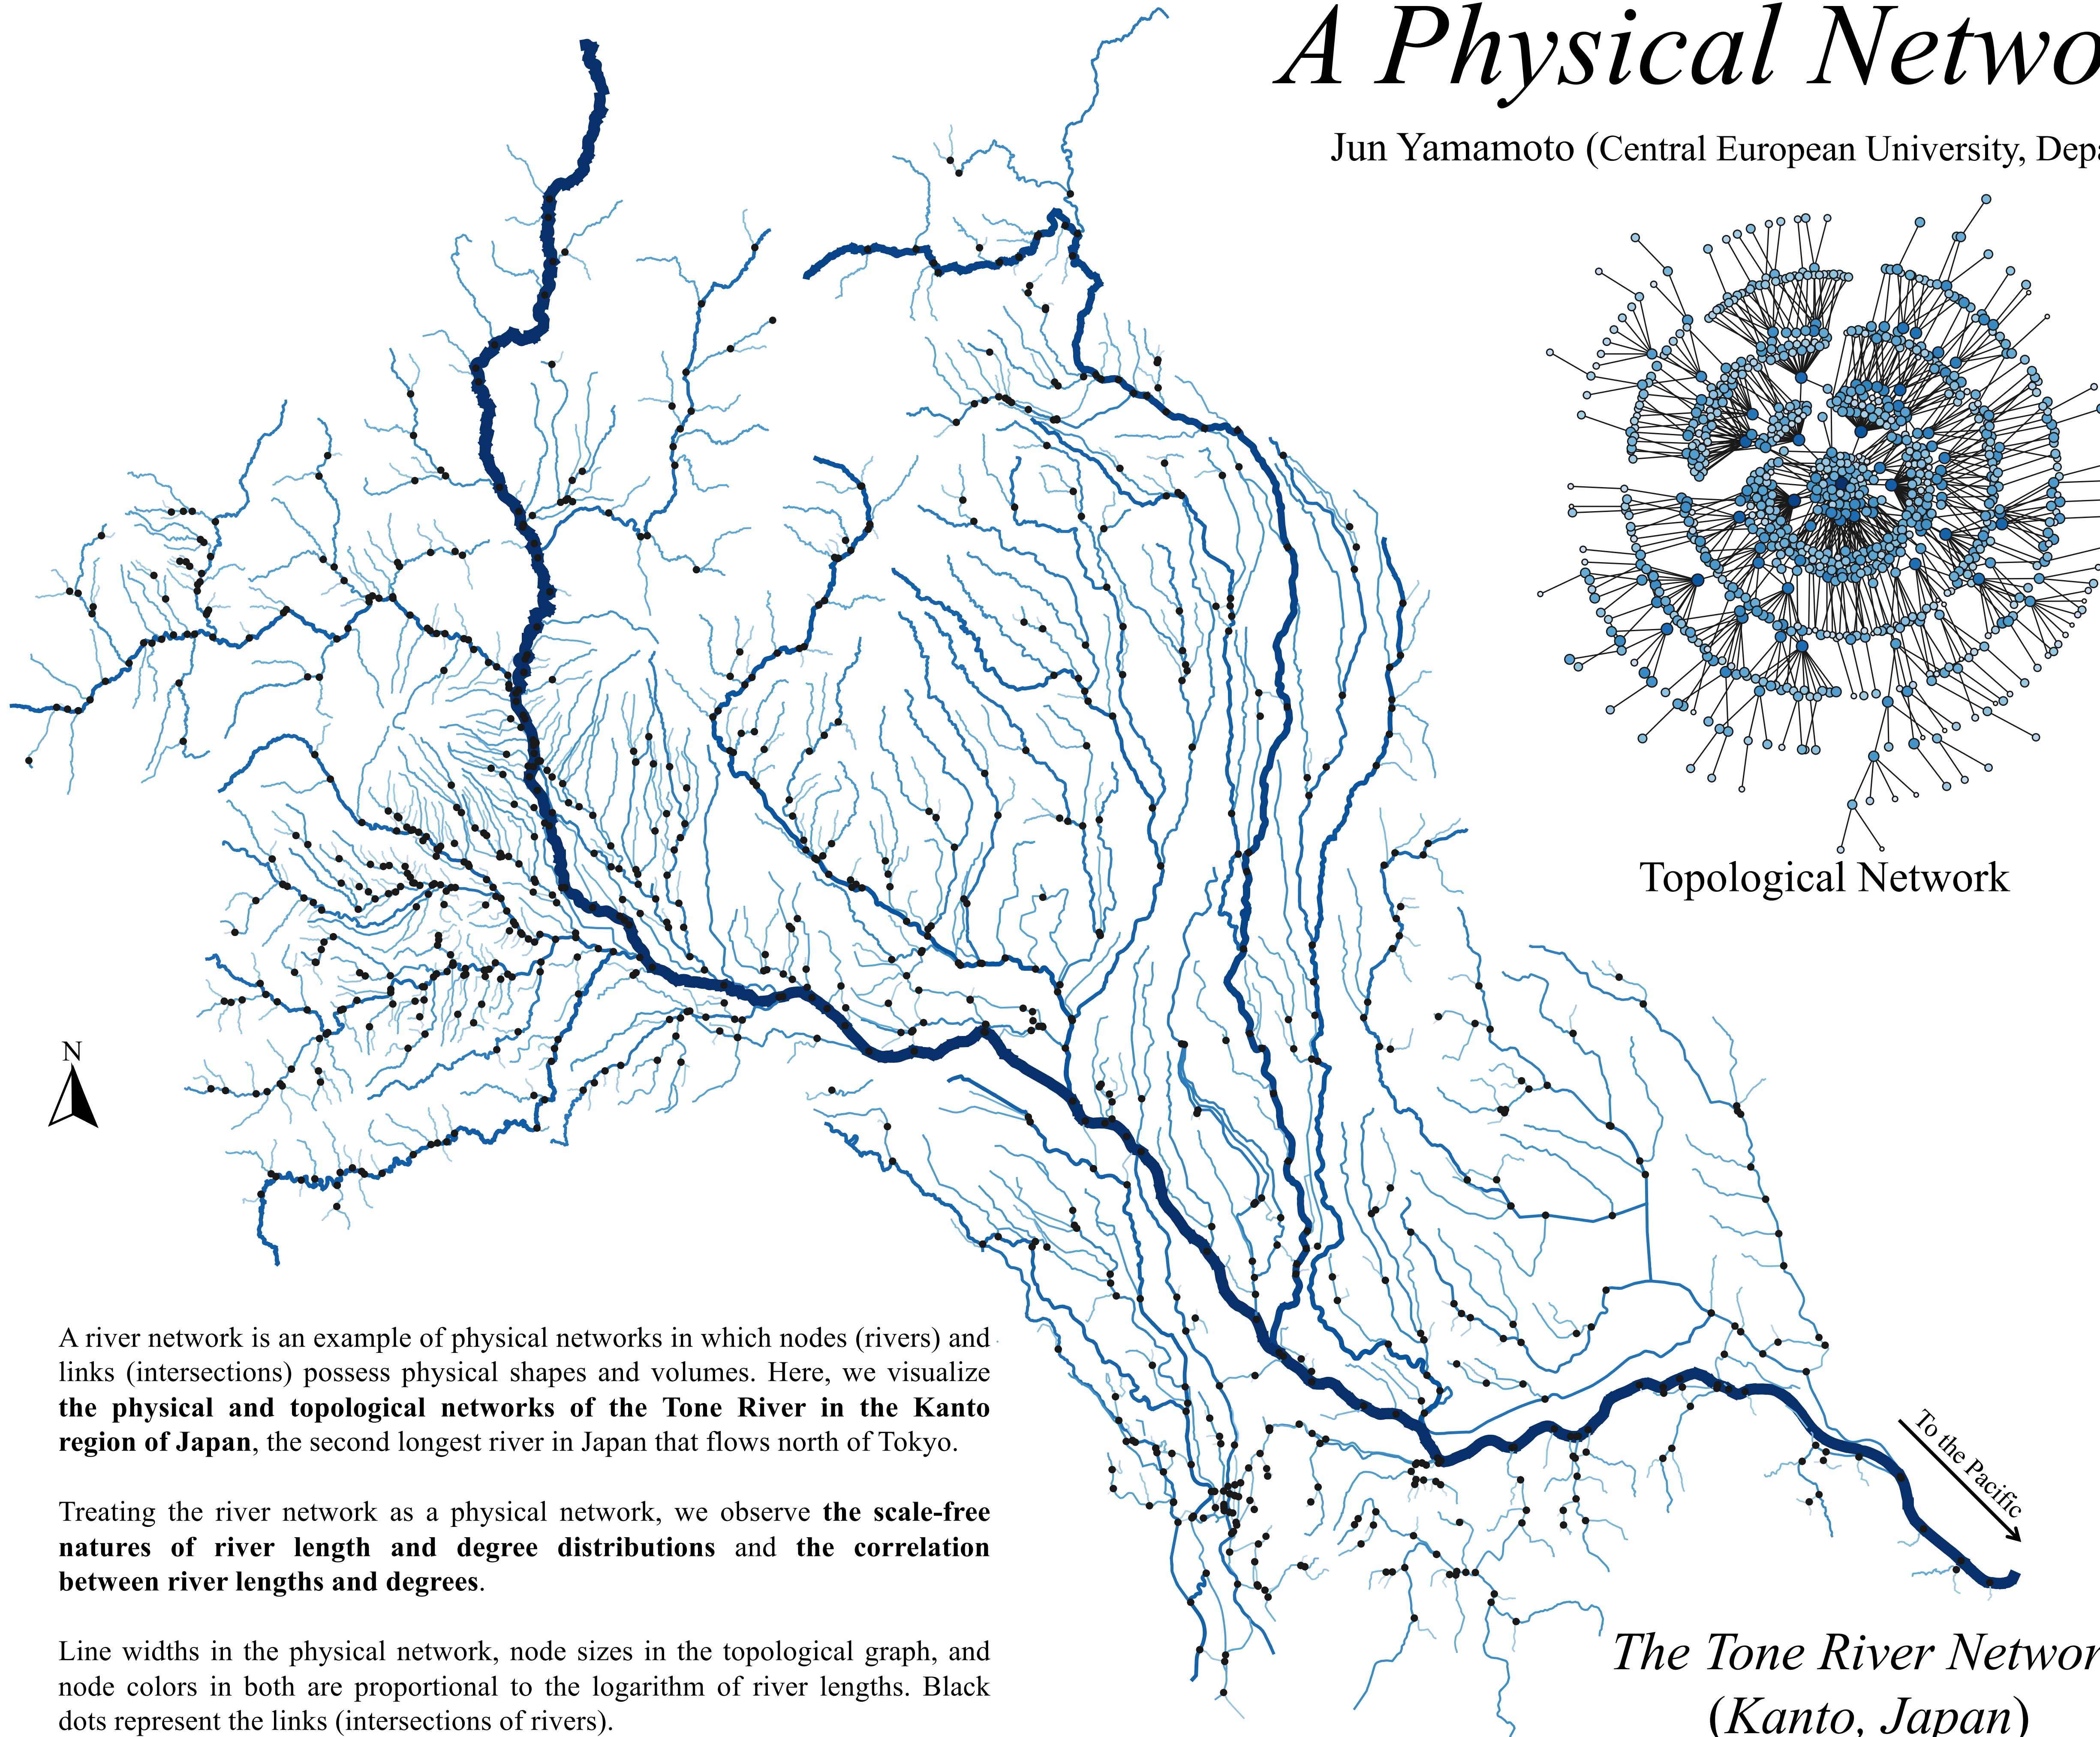 A Physical Netwo
Jun Yamamoto (Central European University, Depa
Topological Network
N
A river network is an example of physical networks in which nodes (rivers) and
links (intersections) possess physical shapes and volumes. Here, we visualize
the physical and topological networks of the Tone River in the Kanto
region of Japan, the second longest river in Japan that flows north of Tokyo.
Treating the river network as a physical network, we observe the scale-free
natures of river length and degree distributions and the correlation
between river lengths and degrees.
Line widths in the physical network, node sizes in the topological graph, and
node colors in both are proportional to the logarithm of river lengths. Black
dots represent the links (intersections of rivers).
To the Pacific
The Tone River Networ
(Kanto, Japan)